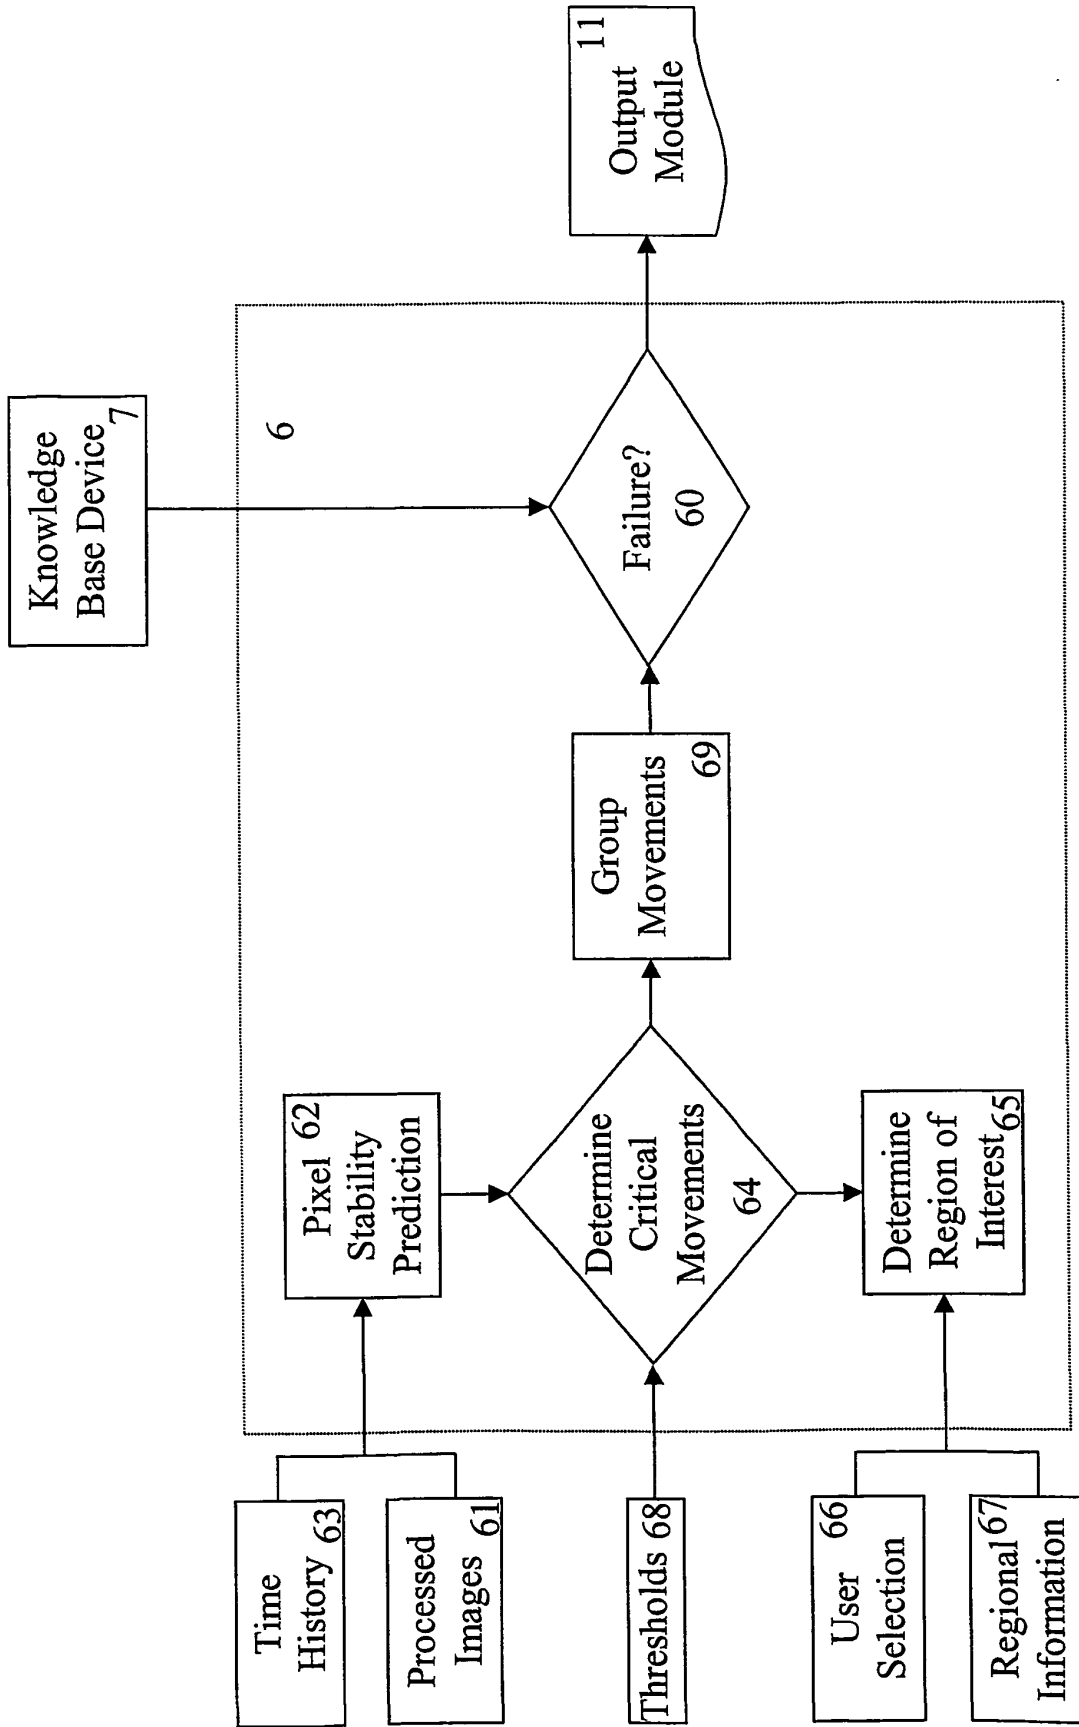 Time
History 63
Processed
Images 61
Thresholds 68
User 66
Selection
Regional 67
Information
Pixel 62
Stability
Prediction
Determine
Critical
Movements
64
Determine
Region of
Interest 65
Group
Movements
69
Failure?
60
6
Knowledge
Base Device
7
11
Output
Module